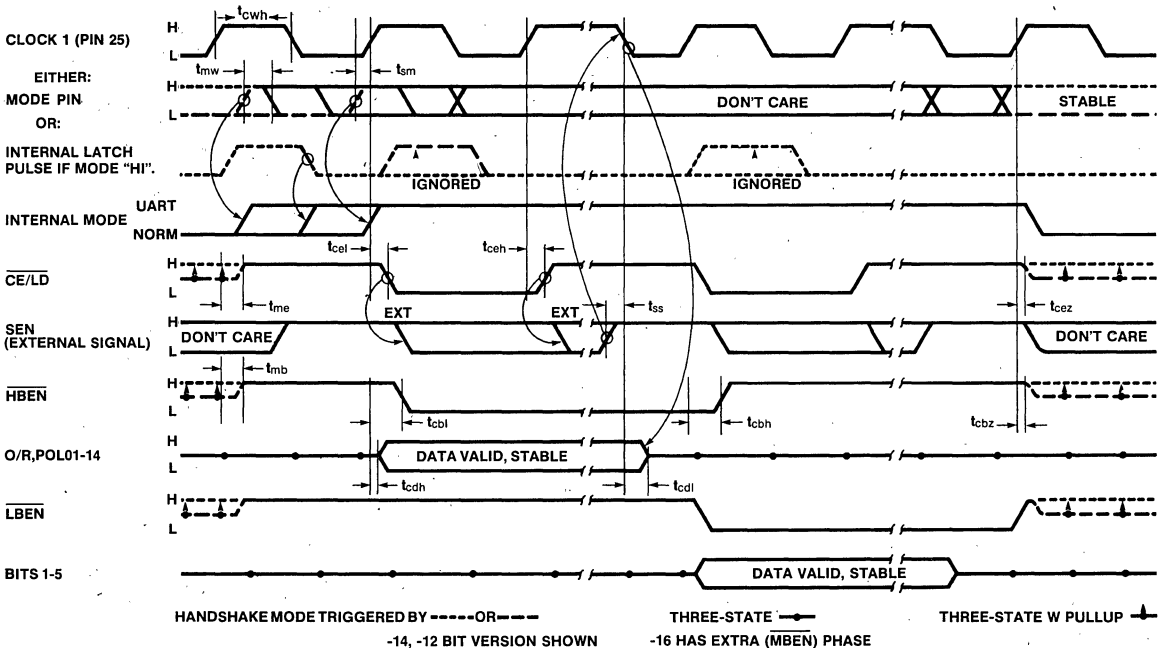 tcwh
H
CLOCK 1 (PIN 25)
L
EITHER:
tmw
tsm
H
MODE PIN
DON'T CARE
STABLE
L
OR:
INTERNAL LATCH
PULSE IF MODE "HI".
IGNORED
IGNORED
UART
INTERNAL MODE
NORM
tcel
tceh
H
CE/LD
L
tme
tss
tcez
EXT
EXT
H
SEN
(EXTERNAL SIGNAL)
DON'T CARE
DON'T CARE
L
tmb
H
HBEN
L
tcbl
tcbh
tcbz
H
O/R,POL01-14
DATA VALID, STABLE
L
tcdh
tcdl
H
LBEN
L
BITS 1-5
DATA VALID, STABLE
HANDSHAKE MODE TRIGGERED BY OR
THREE-STATE
THREE-STATE W PULLUP
-14, -12 BIT VERSION SHOWN
-16 HAS EXTRA (MBEN) PHASE